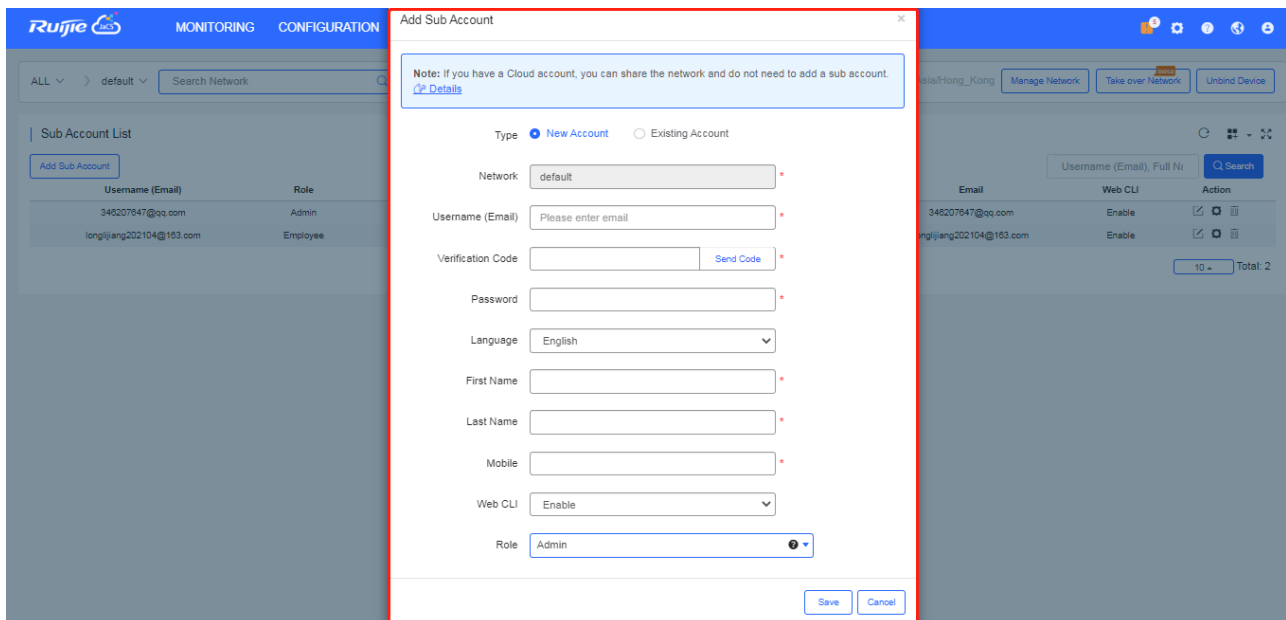 Ruijie JaCS MONITORING CONFIGURATION
Add Sub Account
3
ALL default Search Network
Note: If you have a Cloud account, you can share the network and do not need to add a sub account.
Details
Asia/Hong_Kong Manage Network Take over Network Unbind Device
Sub Account List
Type New Account Existing Account
Add Sub Account
Username (Email), Full Search
Network default *
Username (Email) Role Email Web CLI Action
346207647@qq.com Admin 346207647@qq.com Enable
Username (Email) Please enter email *
longlijiang202104@163.com Employee nglijiang202104@163.com Enable
Verification Code Send Code *
10 Total: 2
Password *
Language English
First Name *
Last Name *
Mobile *
Web CLI Enable
Role Admin
Save Cancel